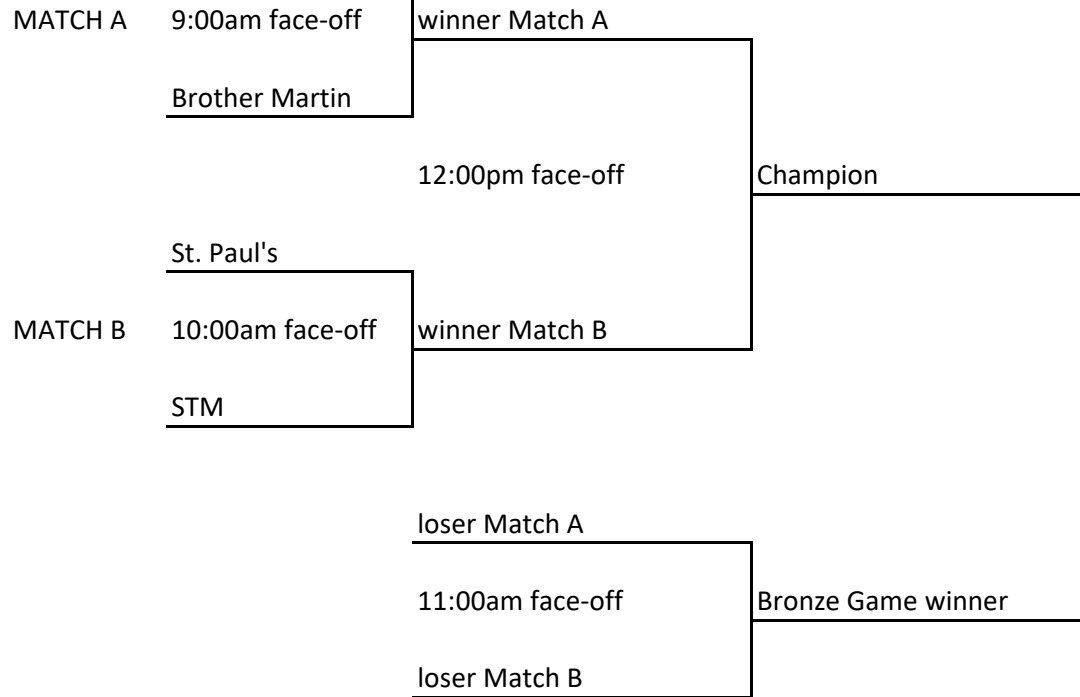 MATCH A 9:00am face-off winner Match A
Brother Martin
12:00pm face-off Champion
St. Paul's
MATCH B 10:00am face-off winner Match B
STM
loser Match A
11:00am face-off Bronze Game winner
loser Match B